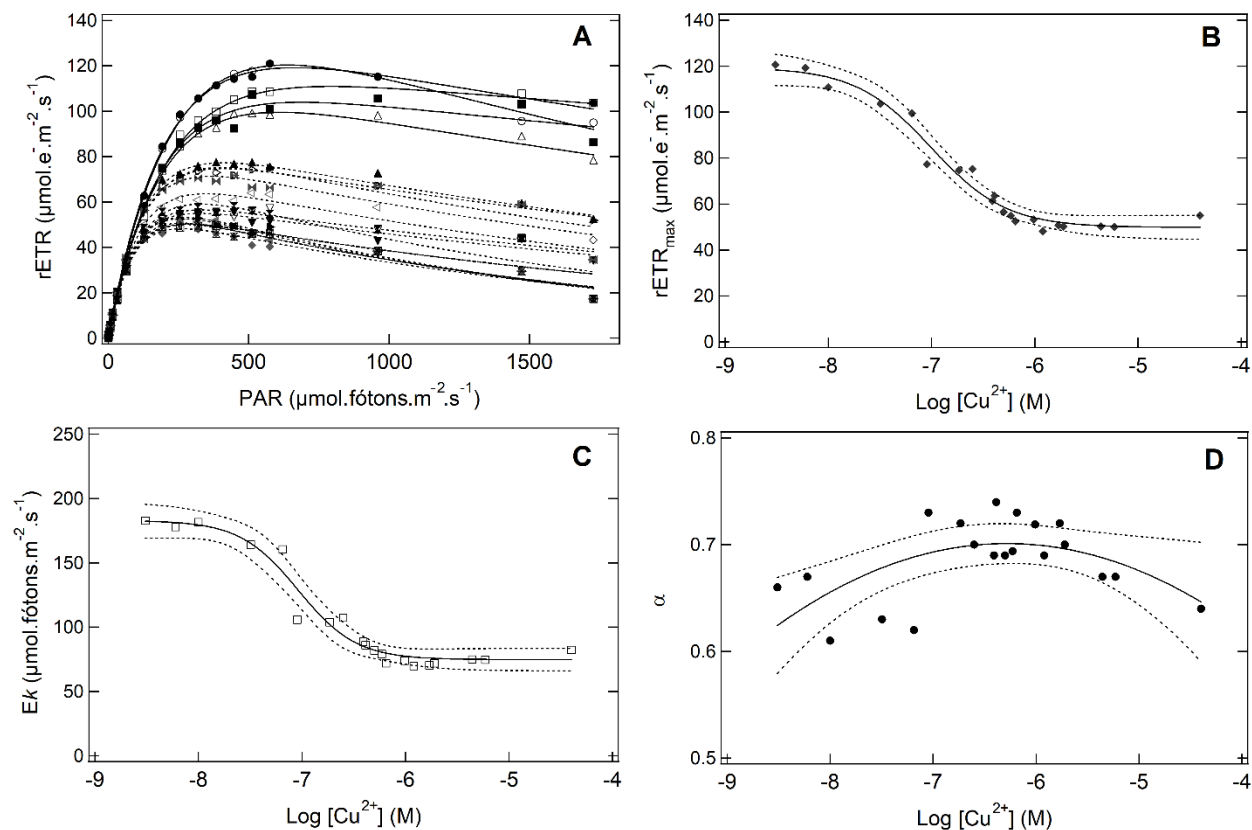 A
140
120
100
80
60
40
20
0
rETR (µmol.e⁻.m⁻².s⁻¹)
0 500 1000 1500
PAR (µmol.fótons.m⁻².s⁻¹)
B
140
120
100
80
60
40
20
0
rETRmax (µmol.e⁻.m⁻².s⁻¹)
-9 -8 -7 -6 -5 -4
Log [Cu²⁺] (M)
C
250
200
150
100
50
0
Ek (µmol.fótons.m⁻².s⁻¹)
-9 -8 -7 -6 -5 -4
Log [Cu²⁺] (M)
D
0.8
0.7
0.6
0.5
α
-9 -8 -7 -6 -5 -4
Log [Cu²⁺] (M)